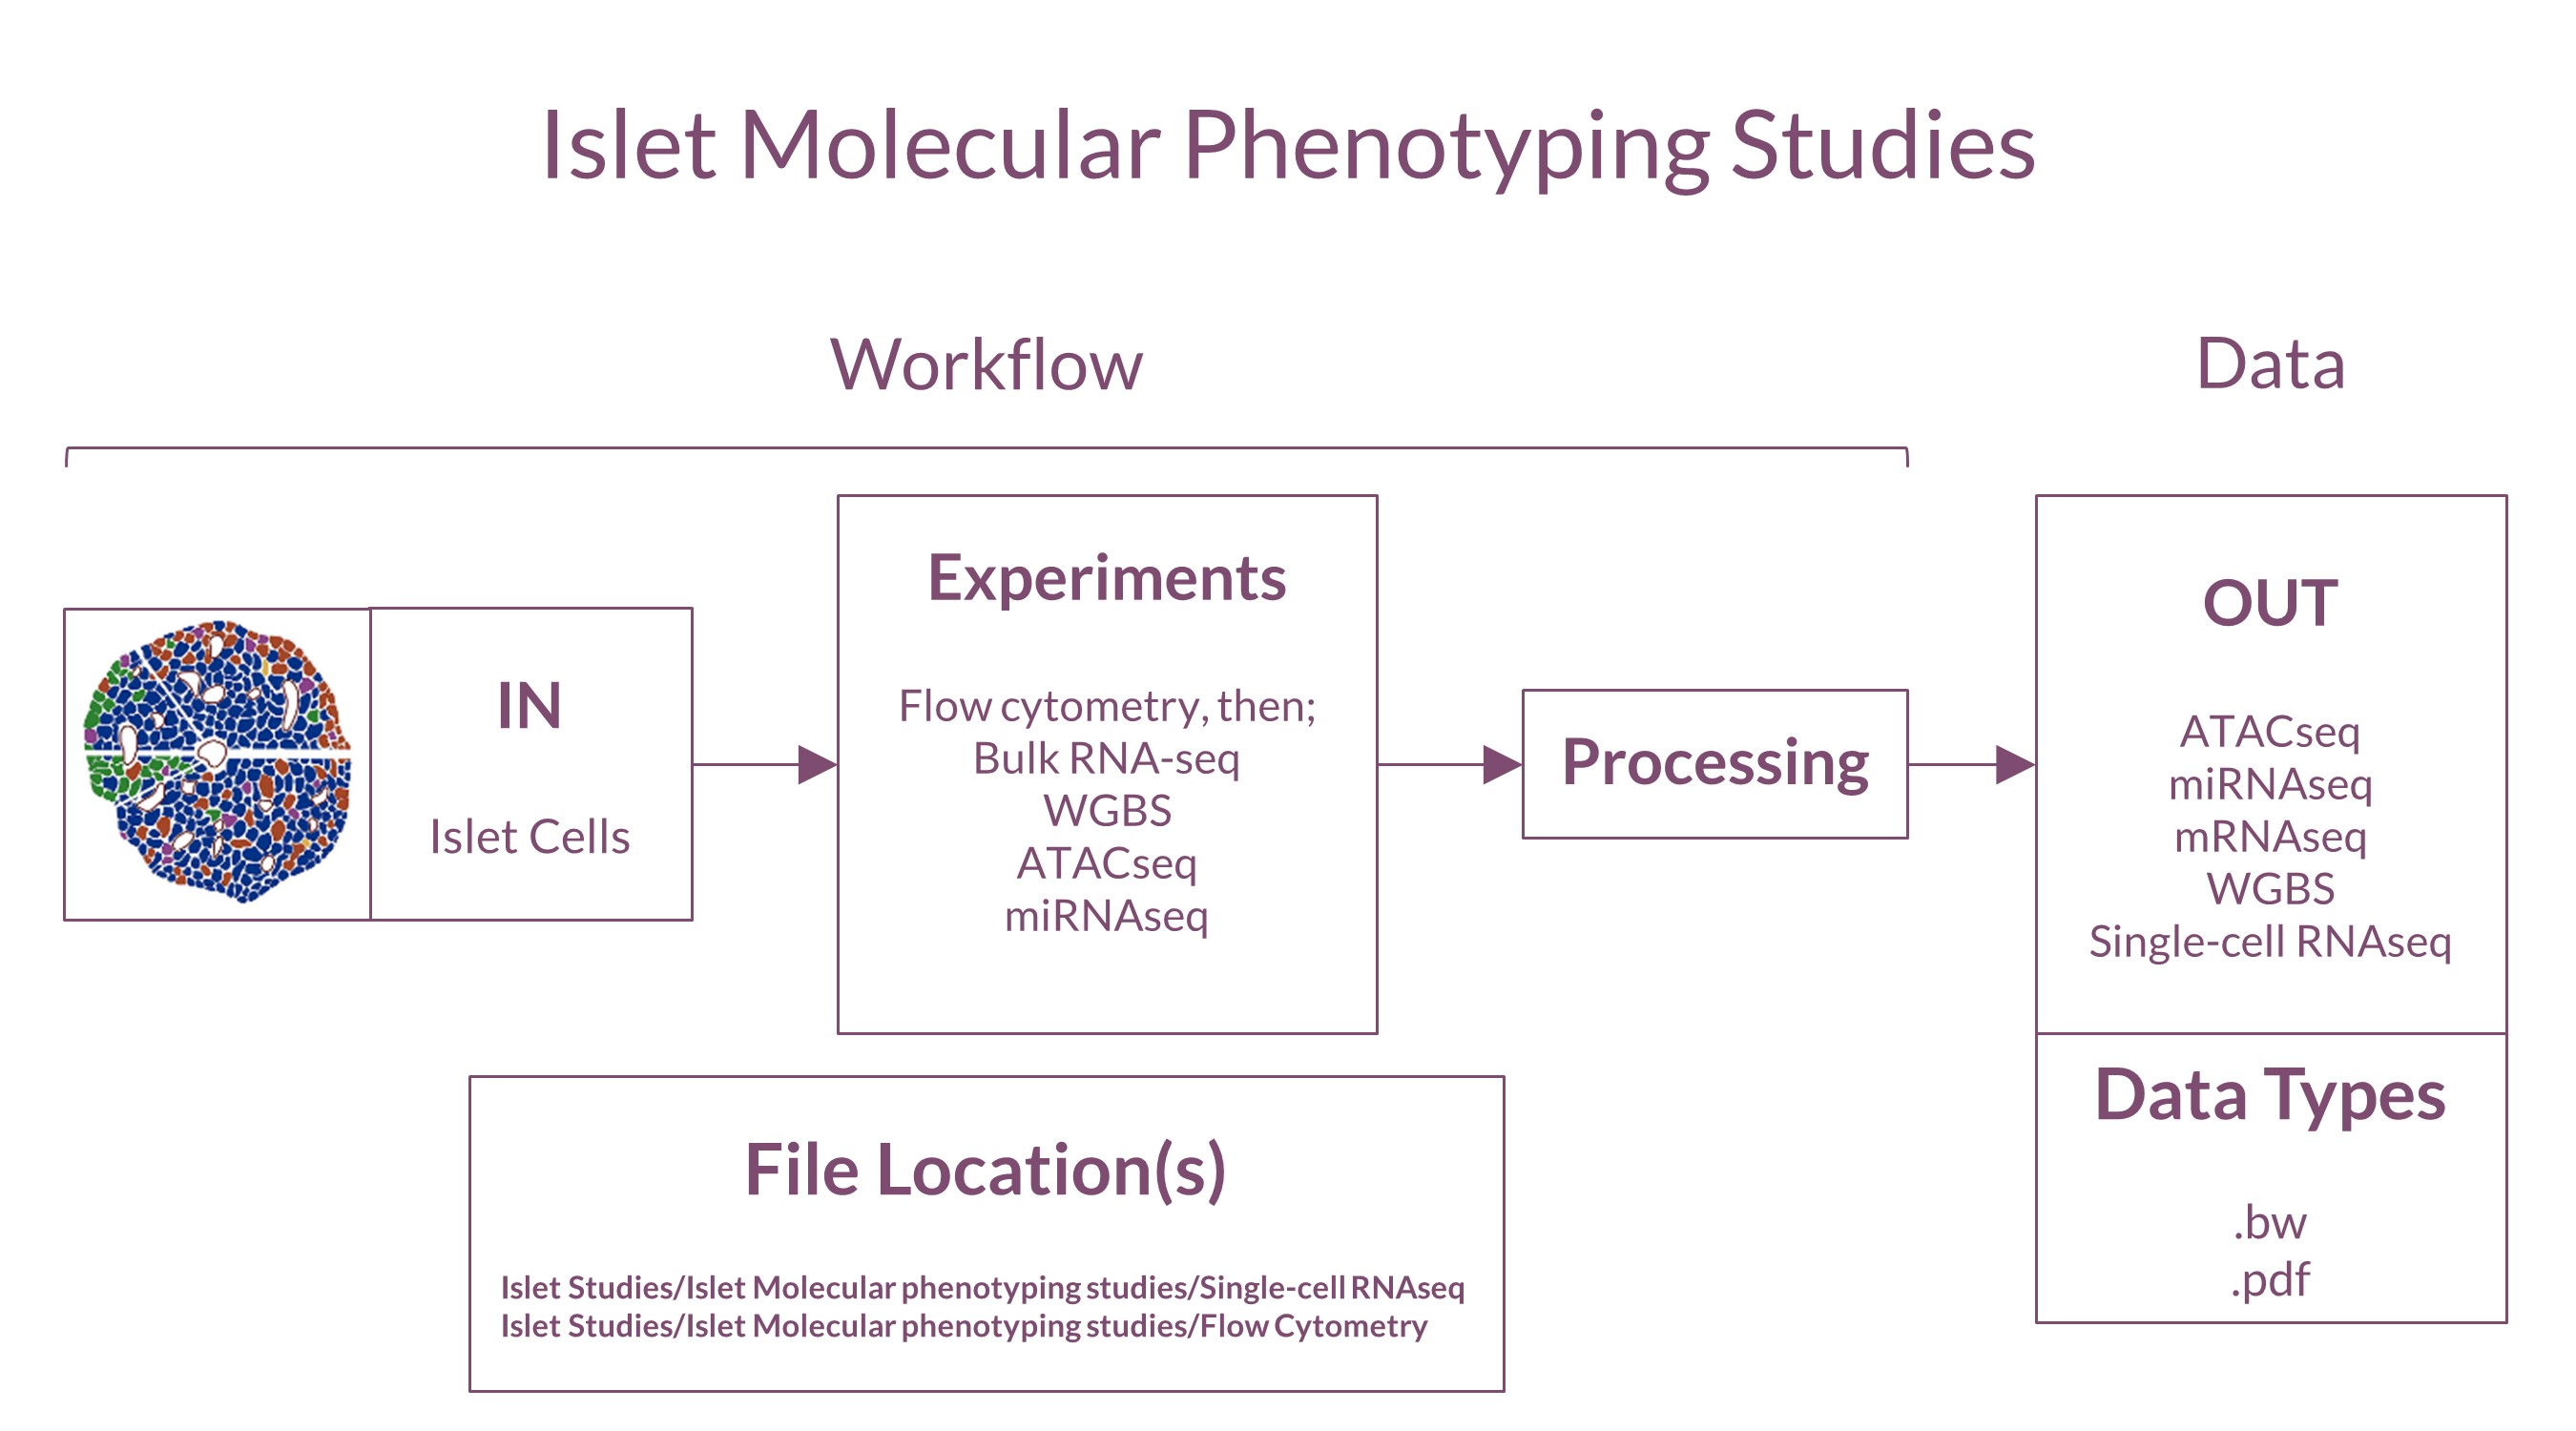 Islet Molecular Phenotyping Studies
Workflow
Data
IN
Islet Cells
Experiments
Flow cytometry, then;
Bulk RNA-seq
WGBS
ATACseq
miRNAseq
Processing
OUT
ATACseq
miRNAseq
mRNAseq
WGBS
Single-cell RNAseq
Data Types
.bw
.pdf
File Location(s)
Islet Studies/Islet Molecular phenotyping studies/Single-cell RNAseq
Islet Studies/Islet Molecular phenotyping studies/Flow Cytometry